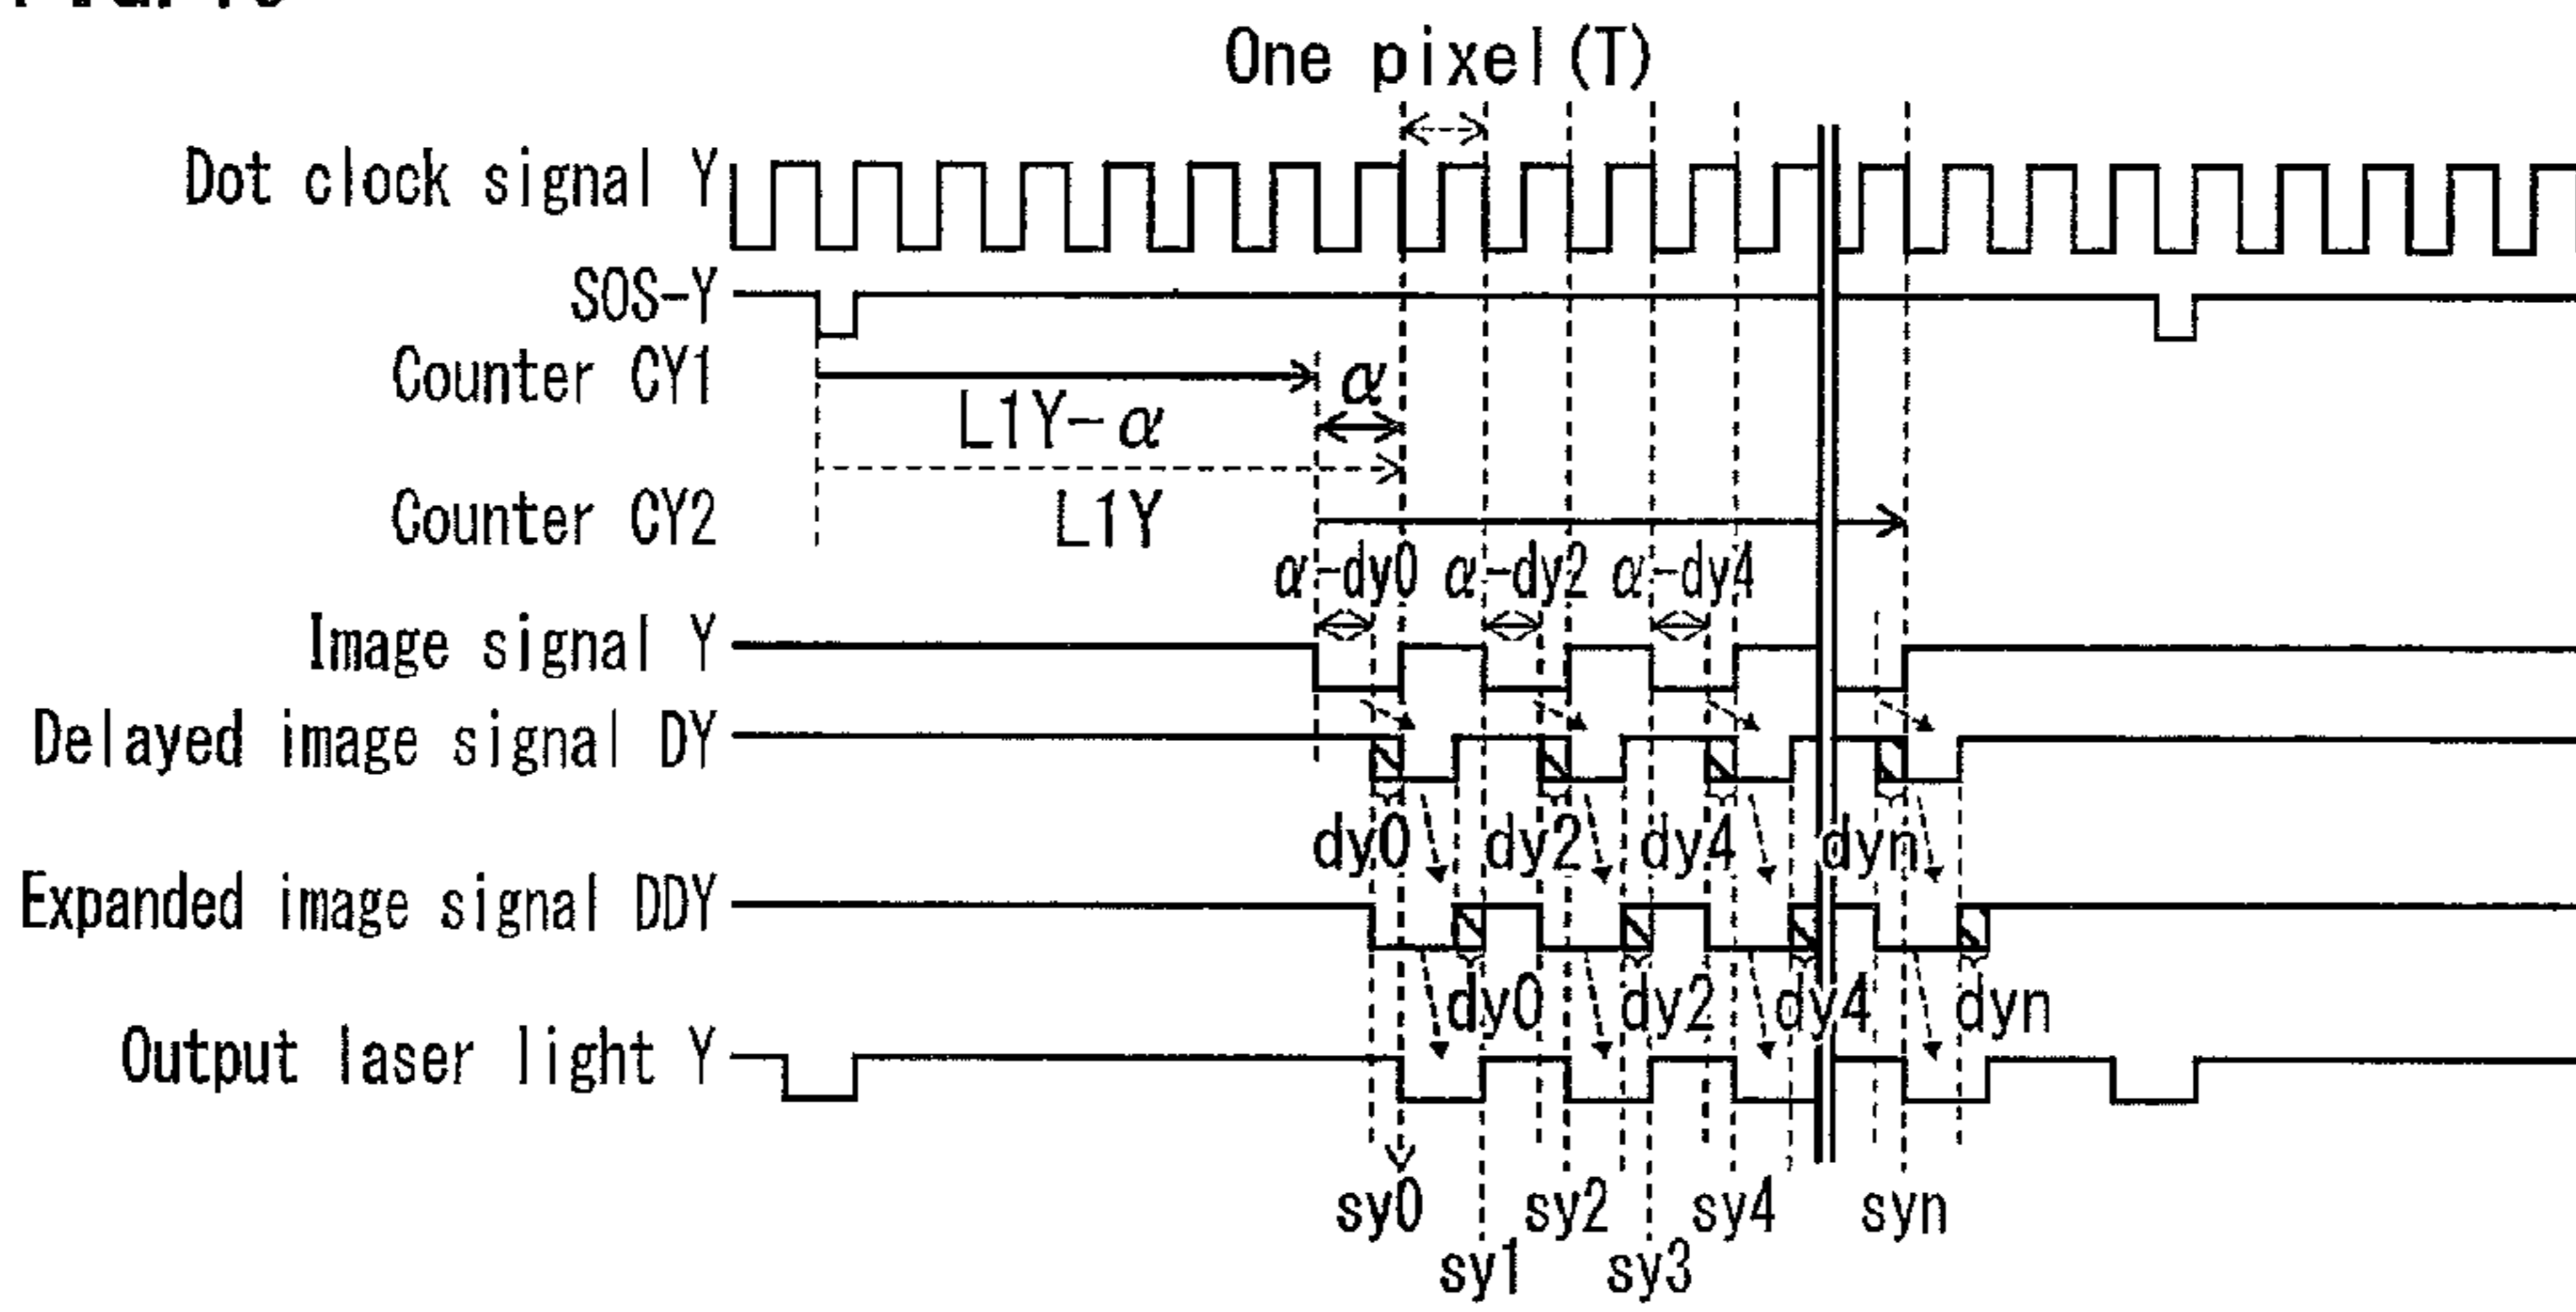 One pixel(T)
Dot clock signal Y
SOS-Y
Counter CY1
α
L1Y-α
Counter CY2
L1Y
α-dy0 α-dy2 α-dy4
Image signal Y
Delayed image signal DY
dy0 dy2 dy4 dyn
Expanded image signal DDY
dy0 dy2 dy4 dyn
Output laser light Y
sy0 sy2 sy4 syn
sy1 sy3